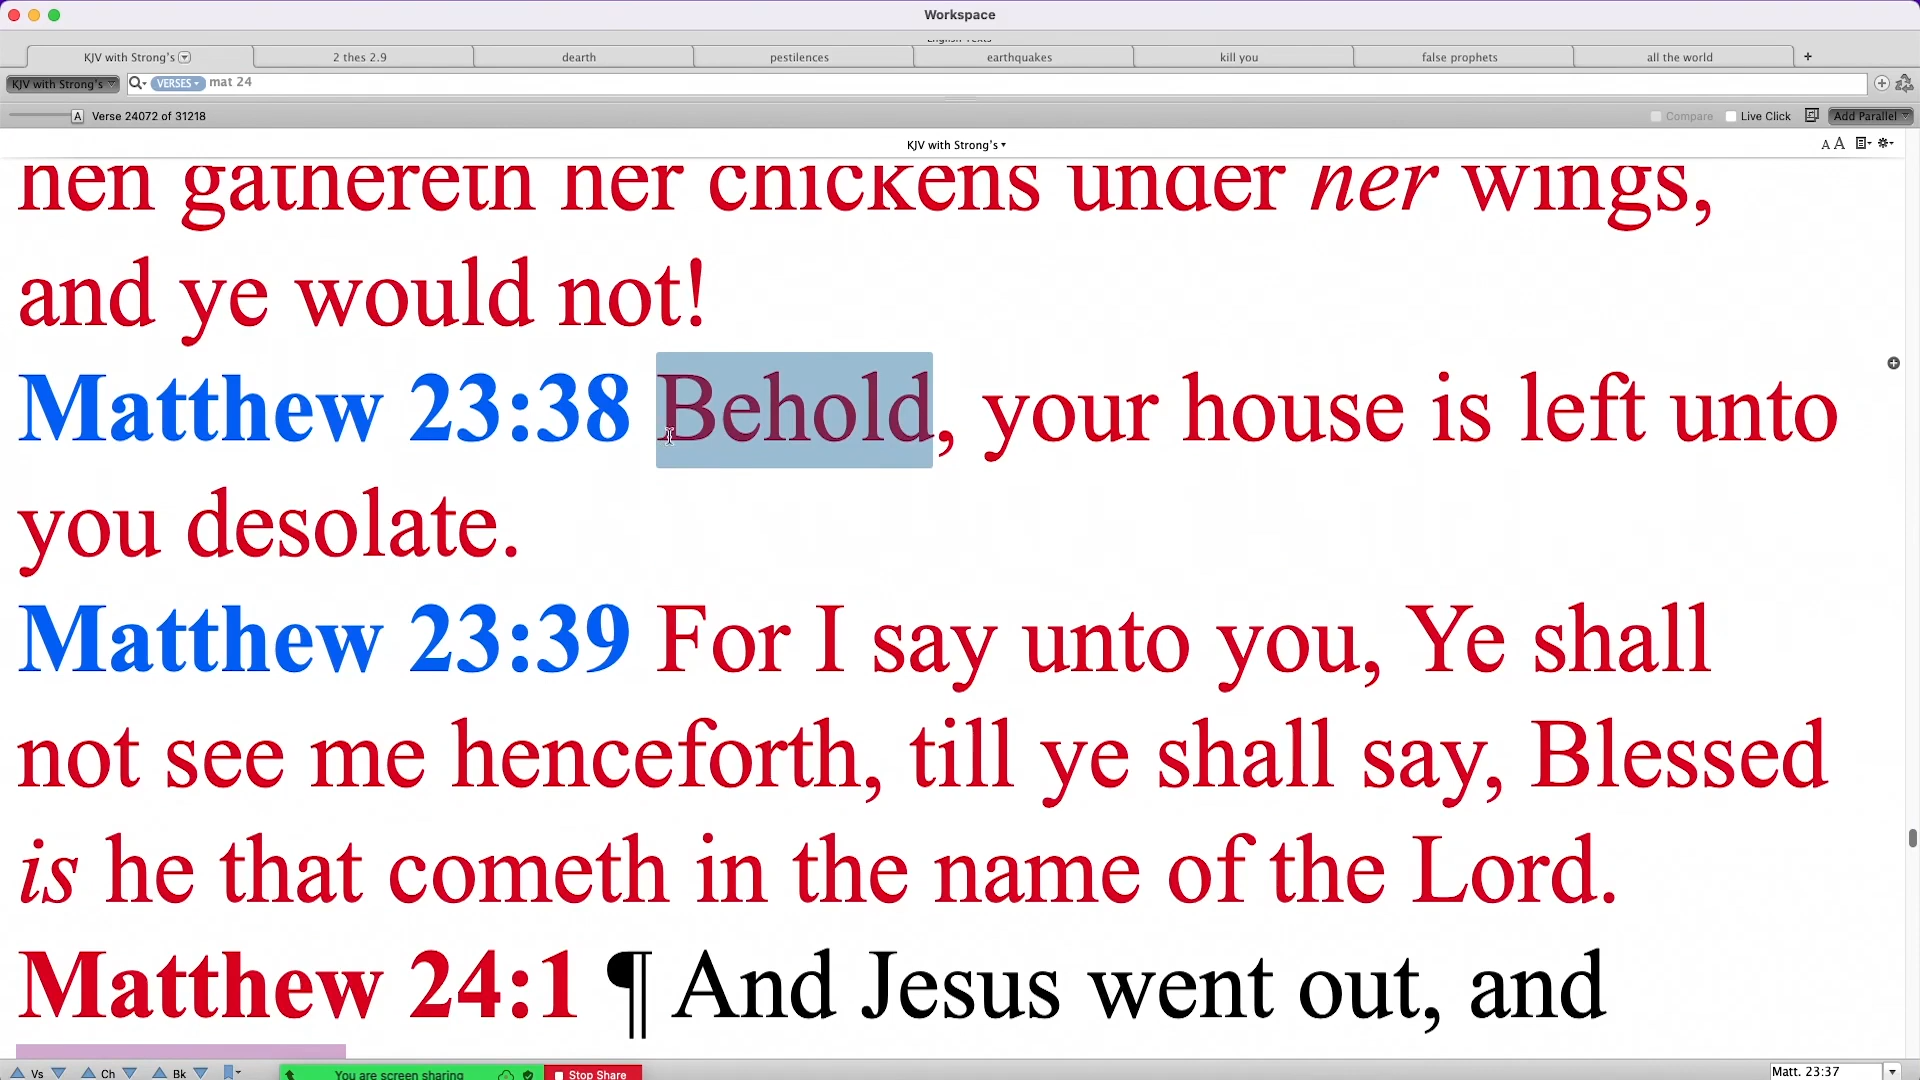 Workspace
English Texts
KJV with Strong's 2 thes 2.9 dearth pestilences earthquakes kill you false prophets all the world +
KJV with Strong's VERSES mat 24
A Verse 24072 of 31218 Compare Live Click Add Parallel
KJV with Strong's A A
hen gathereth her chickens under her wings,
and ye would not!
Matthew 23:38 Behold, your house is left unto
you desolate.
Matthew 23:39 For I say unto you, Ye shall
not see me henceforth, till ye shall say, Blessed
is he that cometh in the name of the Lord.
Matthew 24:1 ¶ And Jesus went out, and
Vs Ch Bk You are screen sharing Stop Share Matt. 23:37